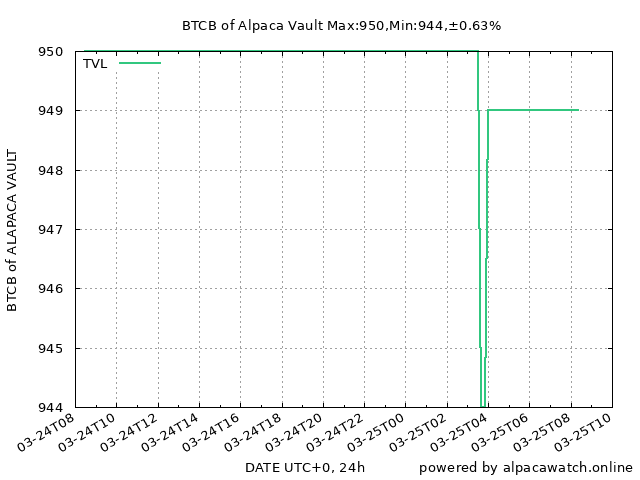 BTCB of Alpaca Vault Max:950,Min:944,±0.63%
TVL
950
949
948
947
946
945
944
BTCB of ALAPACA VAULT
03-24T08
03-24T10
03-24T12
03-24T14
03-24T16
03-24T18
03-24T20
03-24T22
03-25T00
03-25T02
03-25T04
03-25T06
03-25T08
03-25T10
DATE UTC+0, 24h
powered by alpacawatch.online